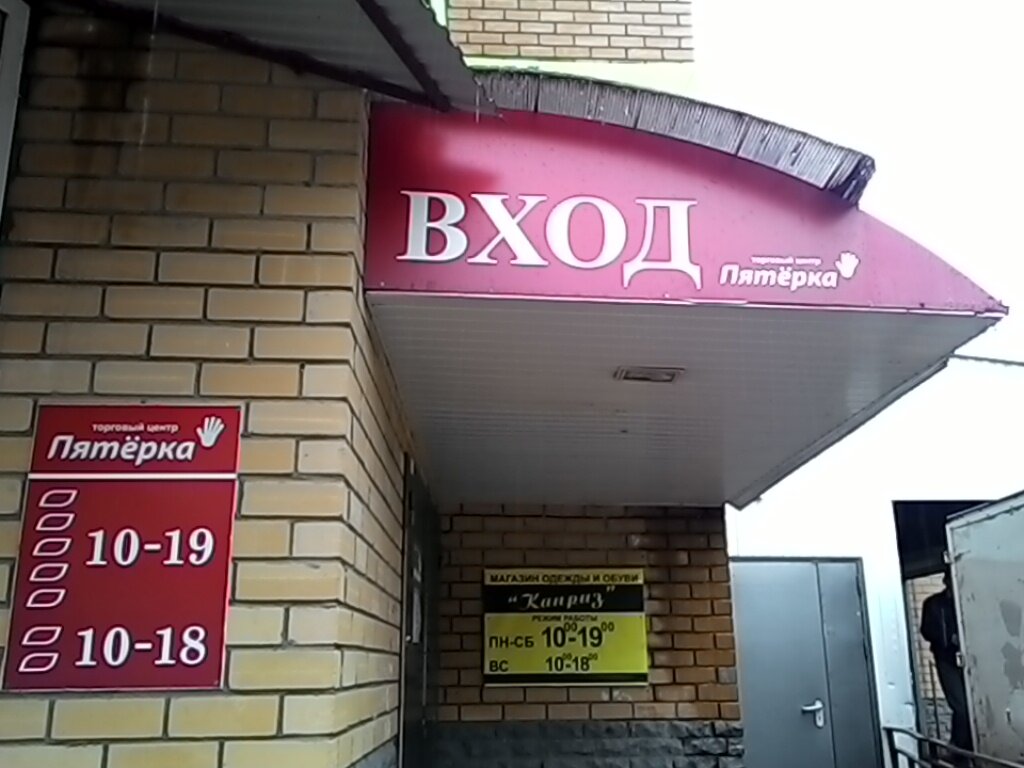 ВХОД
торговый центр
Пятёрка
торговый центр
Пятёрка
10-19
10-18
МАГАЗИН ОДЕЖДЫ И ОБУВИ
"Каприз"
РЕЖИМ РАБОТЫ
ПН-СБ 10⁰⁰-19⁰⁰
ВС 10⁰⁰-18⁰⁰